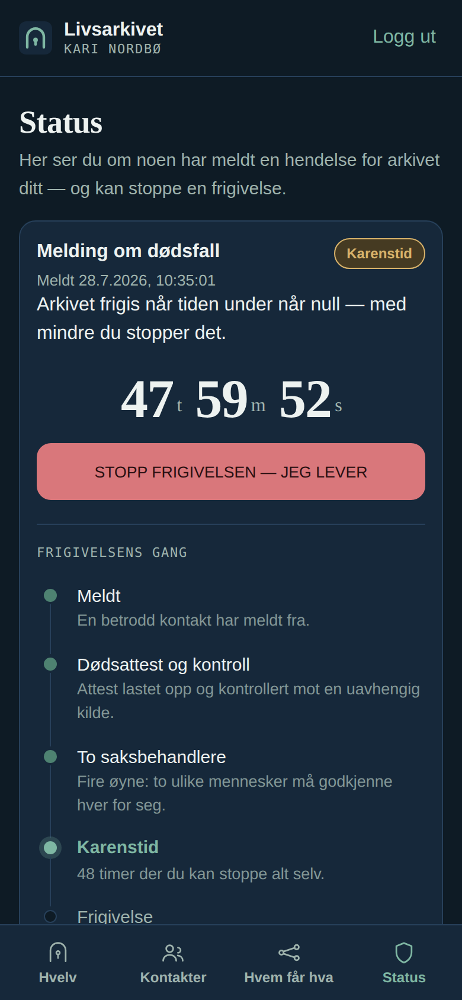 Livsarkivet
KARI NORDBØ
Logg ut
Status
Her ser du om noen har meldt en hendelse for arkivet
ditt — og kan stoppe en frigivelse.
Melding om dødsfall
Karenstid
Meldt 28.7.2026, 10:35:01
Arkivet frigis når tiden under når null — med
mindre du stopper det.
47 t 59 m 52 s
STOPP FRIGIVELSEN — JEG LEVER
FRIGIVELSENS GANG
Meldt
En betrodd kontakt har meldt fra.
Dødsattest og kontroll
Attest lastet opp og kontrollert mot en uavhengig
kilde.
To saksbehandlere
Fire øyne: to ulike mennesker må godkjenne
hver for seg.
Karenstid
48 timer der du kan stoppe alt selv.
Frigivelse
Hvelv
Kontakter
Hvem får hva
Status